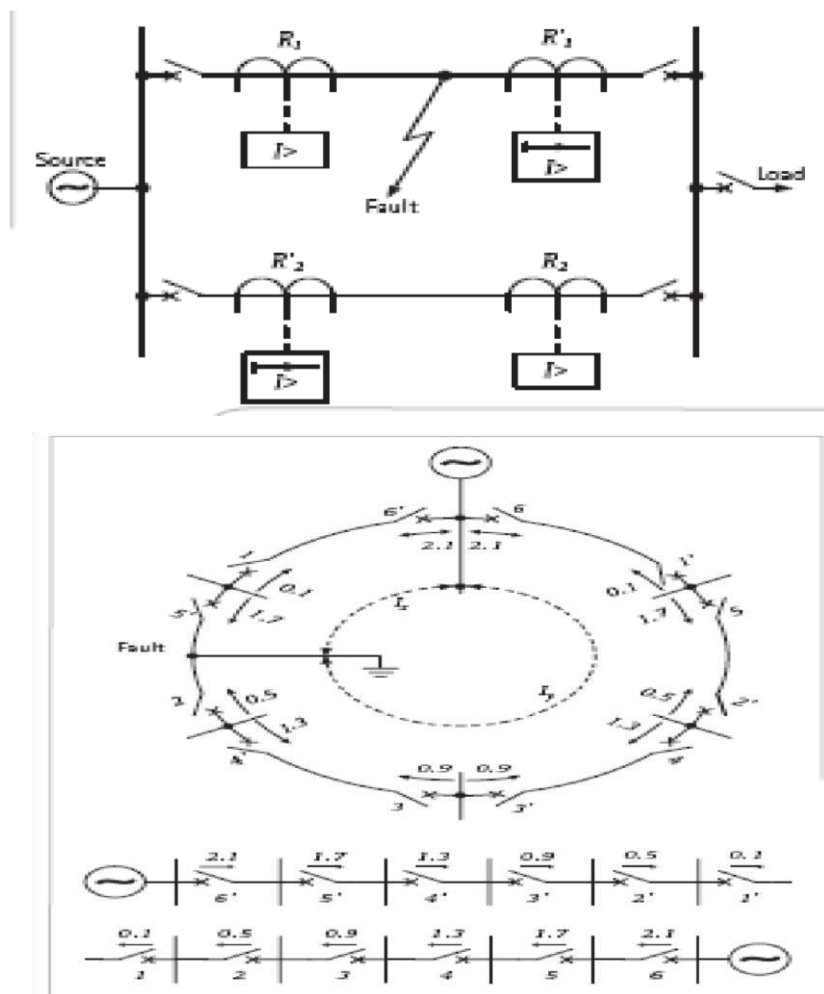 R₁ R'₁
I> I>
Source
Fault
Load
R'₂ R₂
I> I>
6' 6
2.1 2.1
1 1'
0.1 0.1
1.7 1.7
5' 5
Iₓ
Fault
I_y
2 2'
0.5 0.5
1.3 1.3
4' 4
0.9 0.9
3 3'
2.1 1.7 1.3 0.9 0.5 0.1
6' 5' 4' 3' 2' 1'
0.1 0.5 0.9 1.3 1.7 2.1
1 2 3 4 5 6